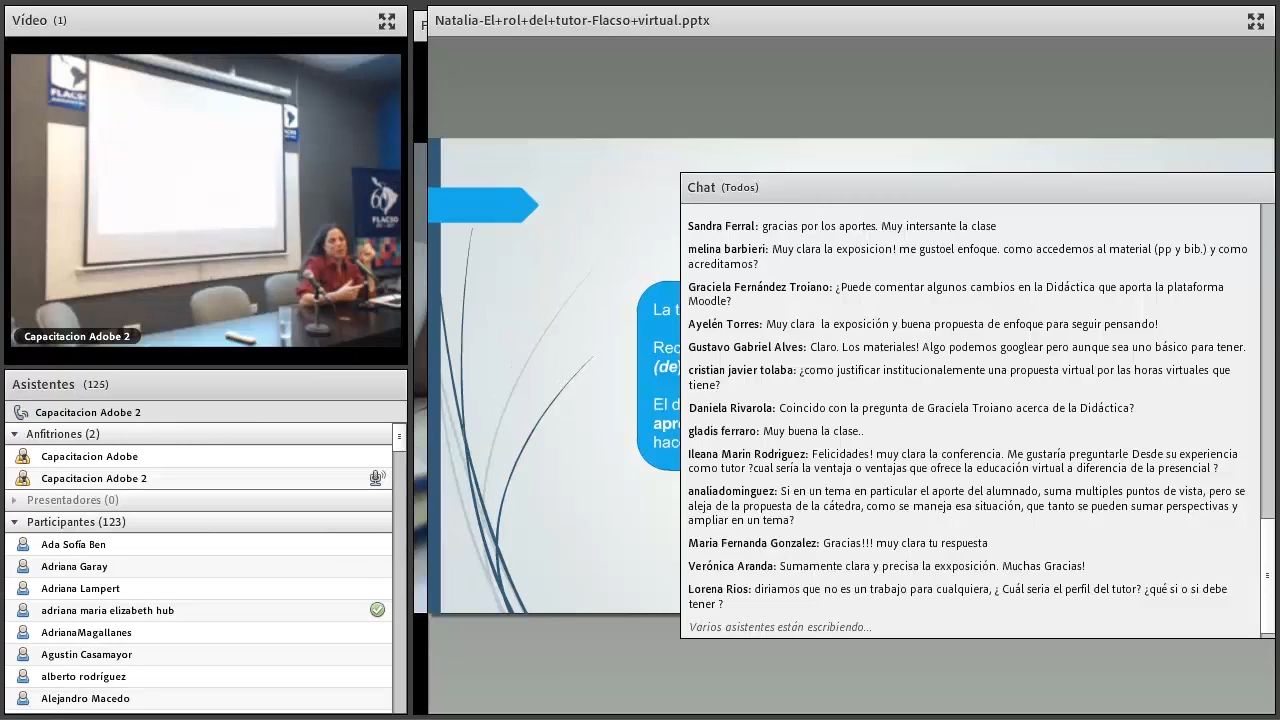 Vídeo (1)
FLACSO
60
FLACSO
Capacitacion Adobe 2
Asistentes (125)
Capacitacion Adobe 2
Anfitriones (2)
Capacitacion Adobe
Capacitacion Adobe 2
Presentadores (0)
Participantes (123)
Ada Sofía Ben
Adriana Garay
Adriana Lampert
adriana maria elizabeth hub
AdrianaMagallanes
Agustín Casamayor
alberto rodríguez
Alejandro Macedo
F
Natalia-El+rol+del+tutor-Flacso+virtual.pptx
La t
Rec
(de)
El d
apre
hace
Chat (Todos)
Sandra Ferral: gracias por los aportes. Muy intersante la clase
melina barbieri: Muy clara la exposicion! me gustoel enfoque. como accedemos al material (pp y bib.) y como
acreditamos?
Graciela Fernández Troiano: ¿Puede comentar algunos cambios en la Didáctica que aporta la plataforma
Moodle?
Ayelén Torres: Muy clara la exposición y buena propuesta de enfoque para seguir pensando!
Gustavo Gabriel Alves: Claro. Los materiales! Algo podemos googlear pero aunque sea uno básico para tener.
cristian javier tolaba: ¿como justificar institucionalemente una propuesta virtual por las horas virtuales que
tiene?
Daniela Rivarola: Coincido con la pregunta de Graciela Troiano acerca de la Didáctica?
gladis ferraro: Muy buena la clase..
Ileana Marin Rodriguez: Felicidades! muy clara la conferencia. Me gustaría preguntarle Desde su experiencia
como tutor ?cual sería la ventaja o ventajas que ofrece la educación virtual a diferencia de la presencial ?
analiadominguez: Si en un tema en particular el aporte del alumnado, suma multiples puntos de vista, pero se
aleja de la propuesta de la cátedra, como se maneja esa situación, que tanto se pueden sumar perspectivas y
ampliar en un tema?
Maria Fernanda Gonzalez: Gracias!!! muy clara tu respuesta
Verónica Aranda: Sumamente clara y precisa la exxposición. Muchas Gracias!
Lorena Rios: diriamos que no es un trabajo para cualquiera, ¿ Cuál seria el perfil del tutor? ¿qué si o si debe
tener ?
Varios asistentes están escribiendo...